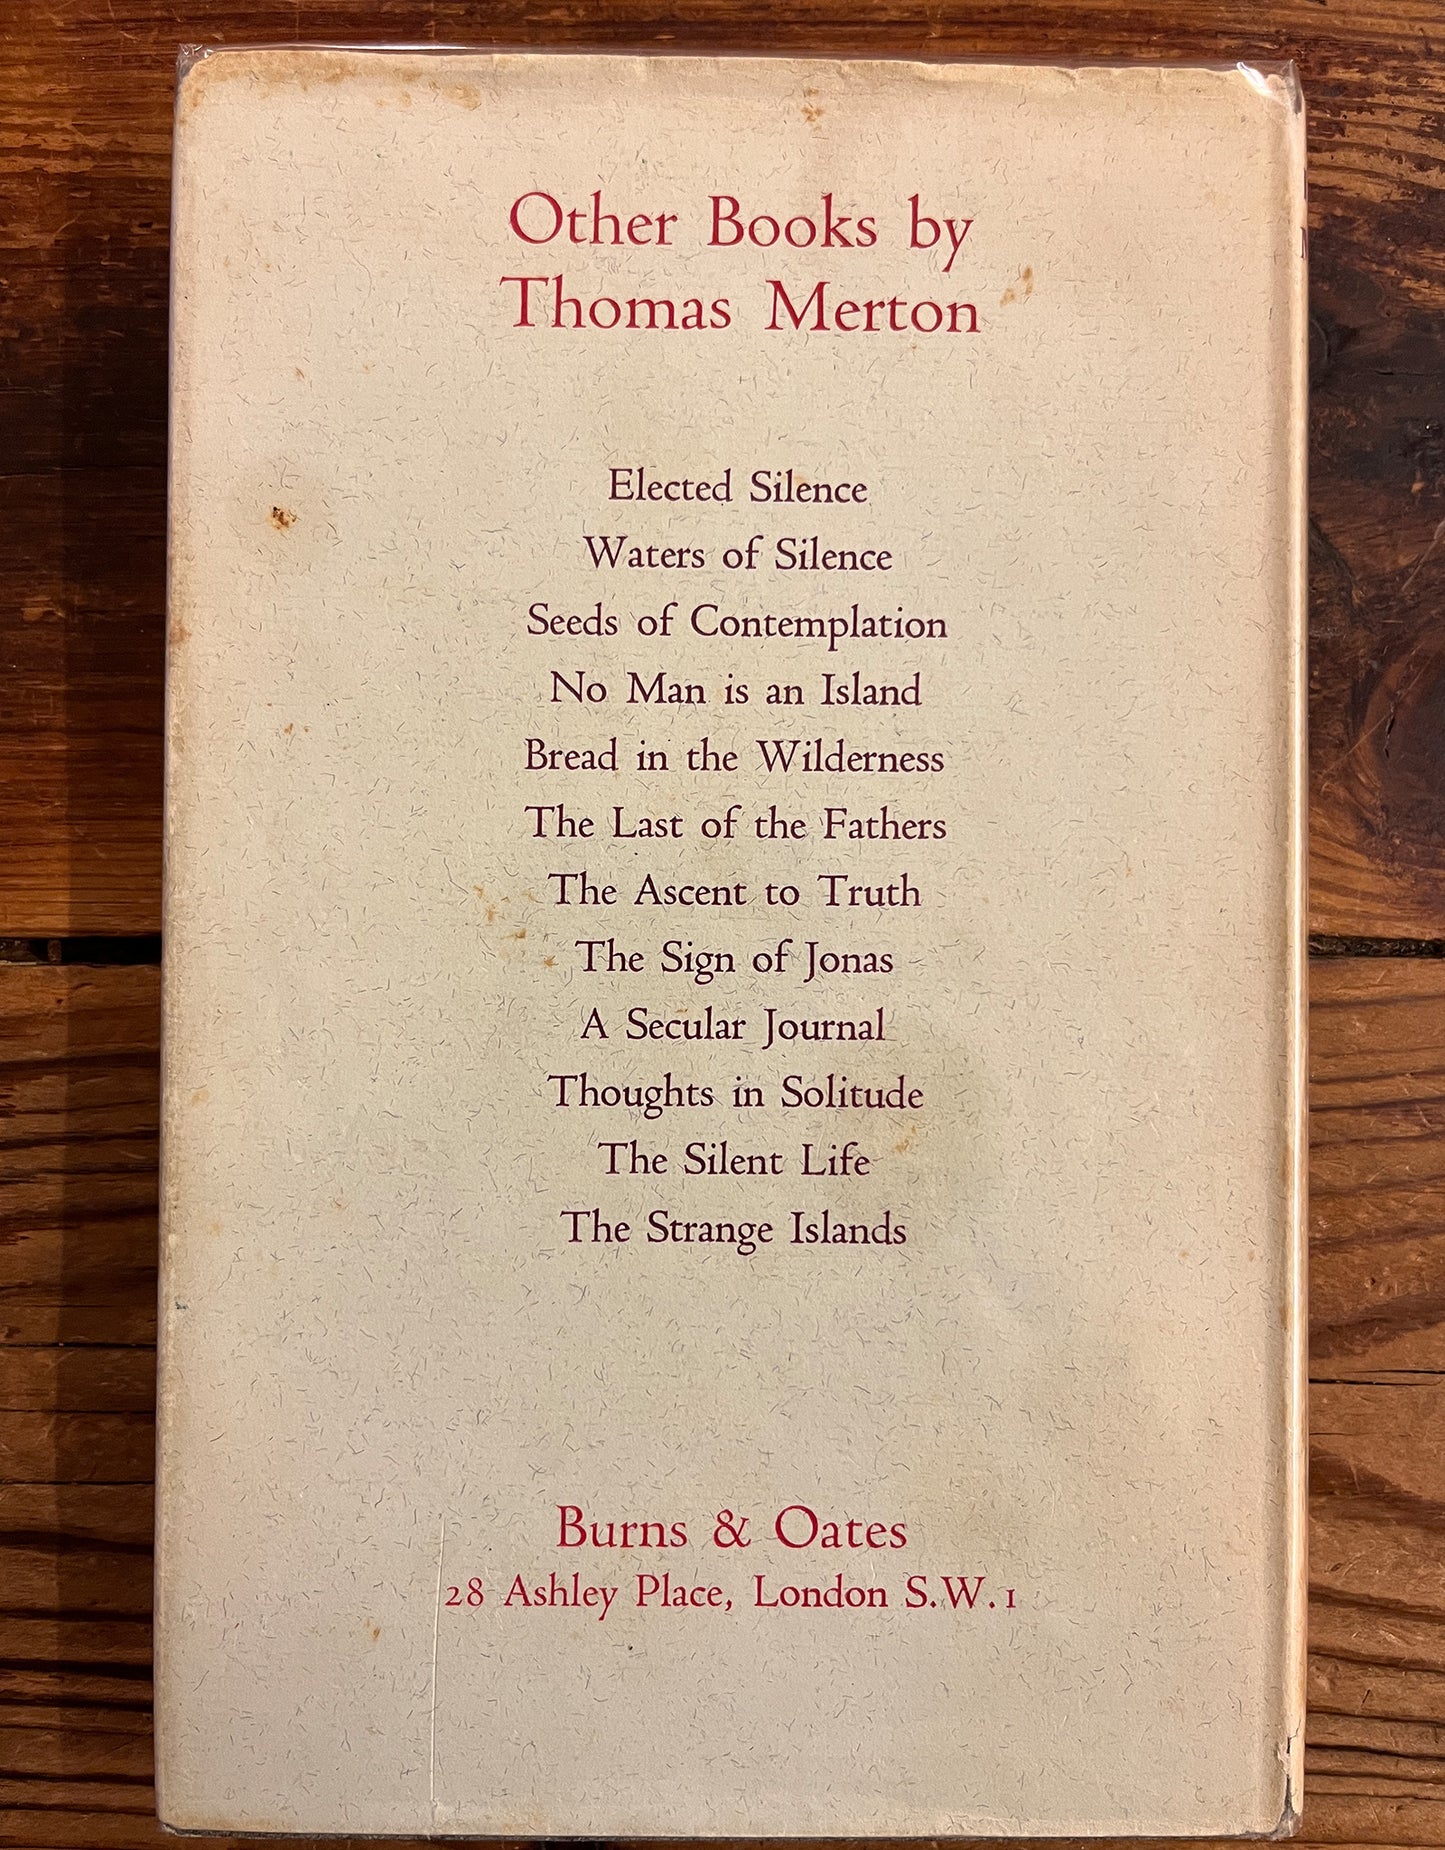 Other Books by
Thomas Merton
Elected Silence
Waters of Silence
Seeds of Contemplation
No Man is an Island
Bread in the Wilderness
The Last of the Fathers
The Ascent to Truth
The Sign of Jonas
A Secular Journal
Thoughts in Solitude
The Silent Life
The Strange Islands
Burns & Oates
28 Ashley Place, London S.W.1